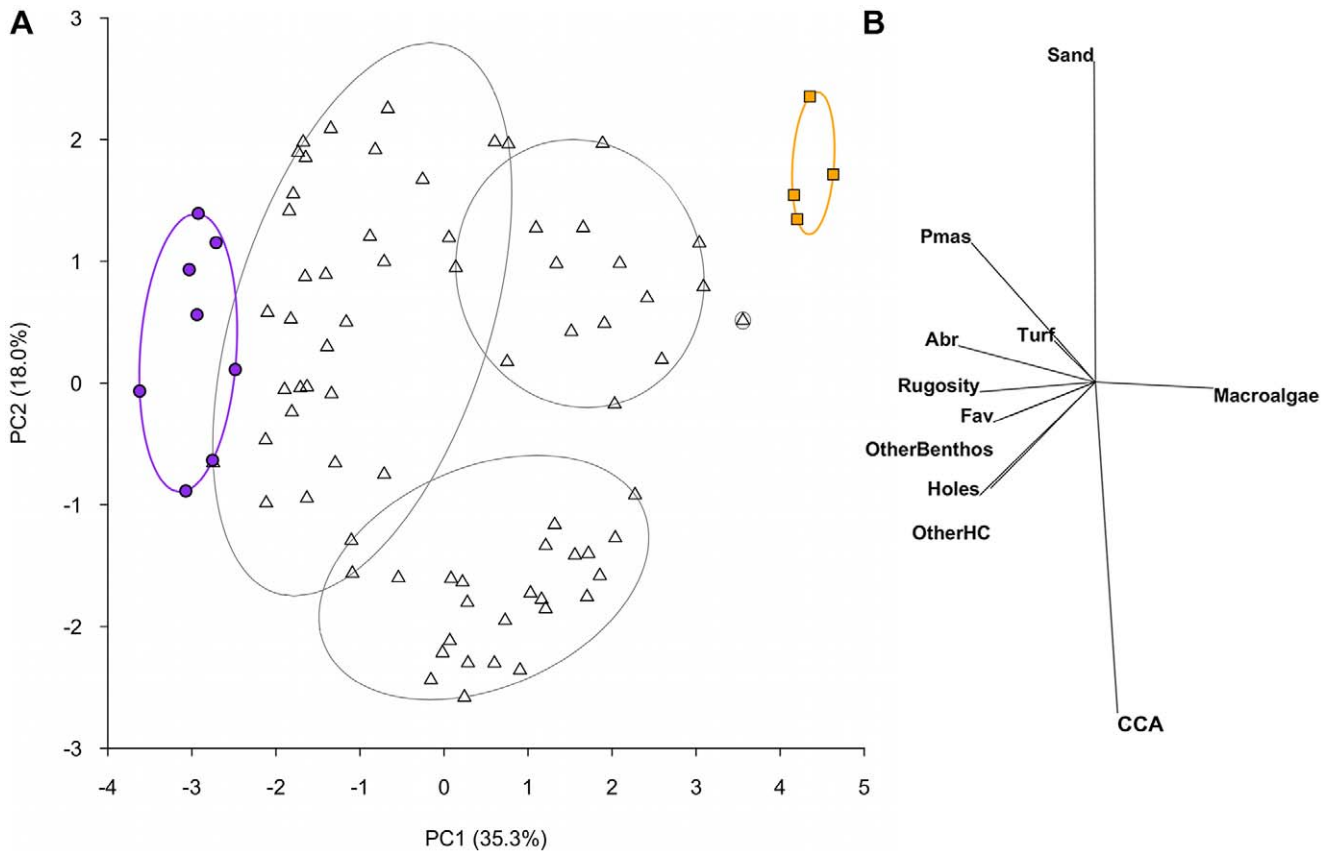 A
B
3
2
1
0
-1
-2
-3
PC2 (18.0%)
-4 -3 -2 -1 0 1 2 3 4 5
PC1 (35.3%)
Sand
Pmas
Turf
Abr
Rugosity
Macroalgae
Fav
OtherBenthos
Holes
OtherHC
CCA